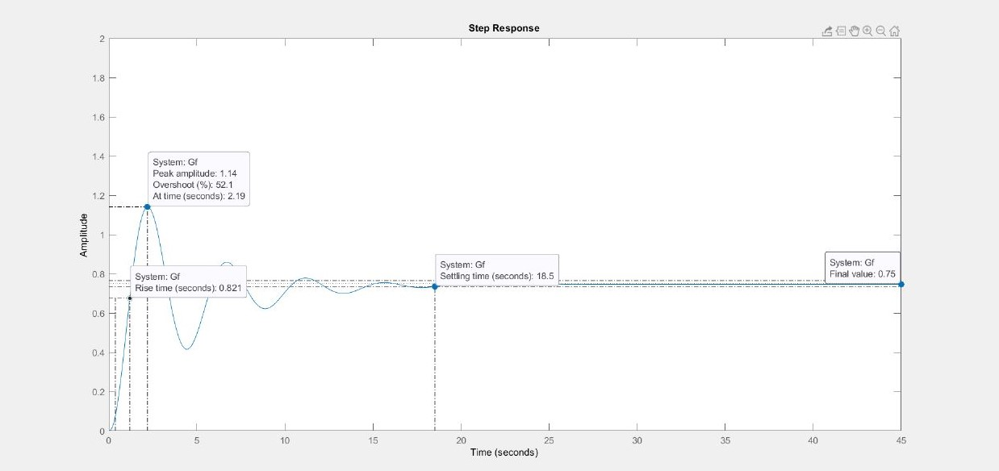 Step Response
2
1.8
1.6
1.4
1.2
1
0.8
0.6
0.4
0.2
0
Amplitude
System: Gf
Peak amplitude: 1.14
Overshoot (%): 52.1
At time (seconds): 2.19
System: Gf
Rise time (seconds): 0.821
System: Gf
Settling time (seconds): 18.5
System: Gf
Final value: 0.75
0 5 10 15 20 25 30 35 40 45
Time (seconds)